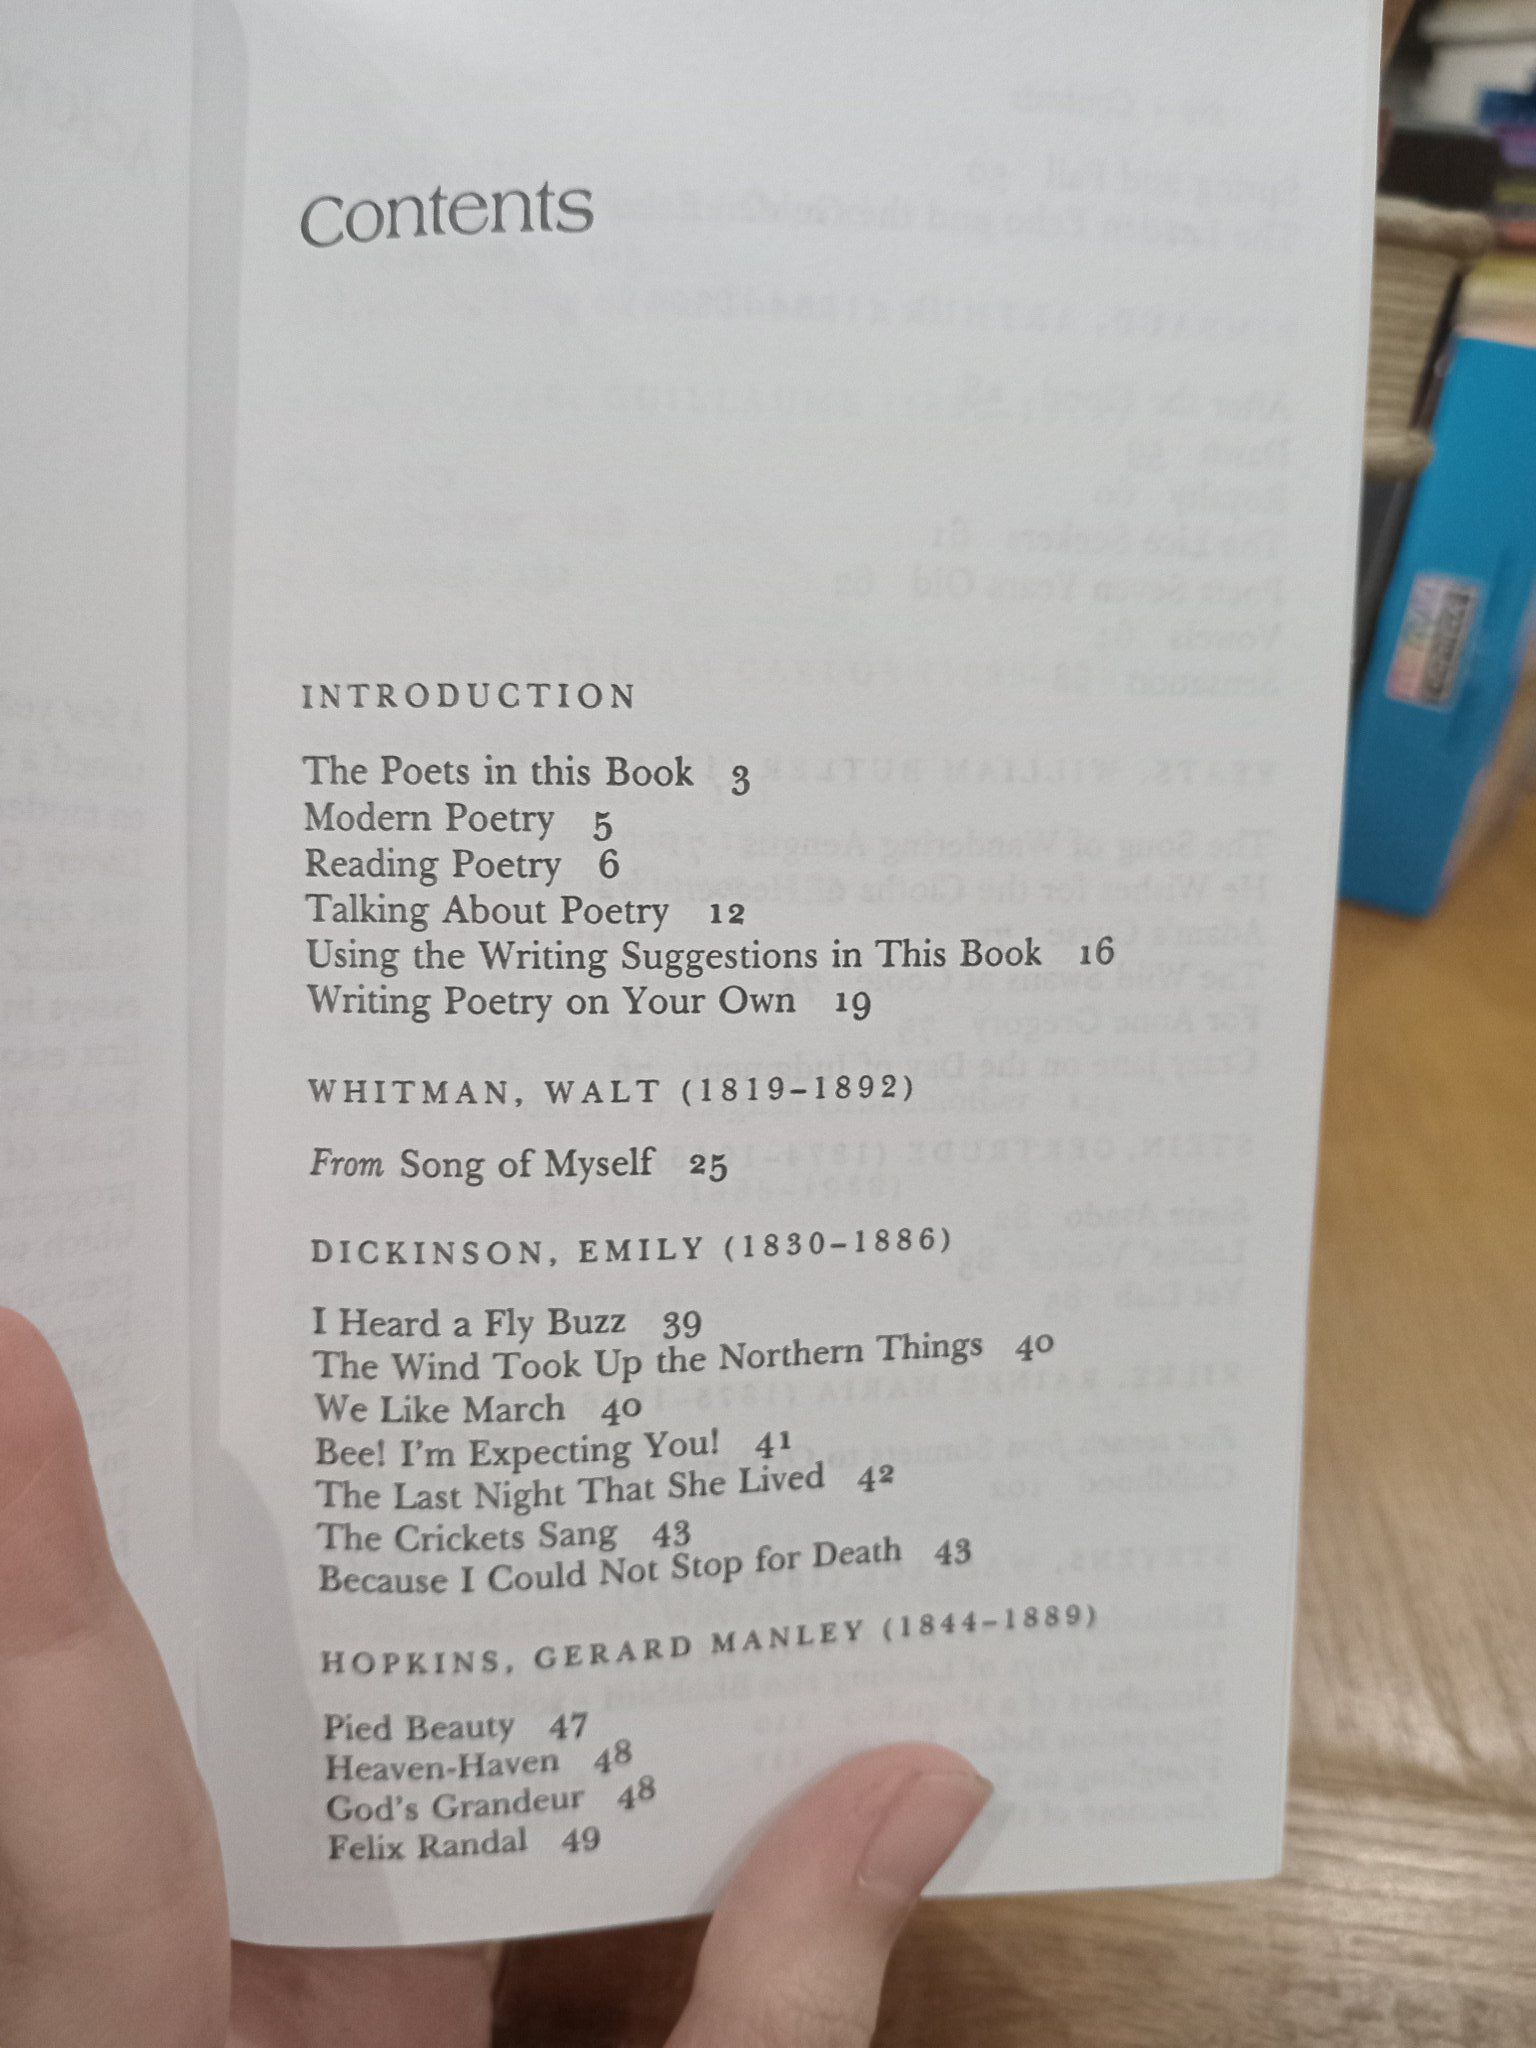 Contents
INTRODUCTION
The Poets in this Book 3
Modern Poetry 5
Reading Poetry 6
Talking About Poetry 12
Using the Writing Suggestions in This Book 16
Writing Poetry on Your Own 19
WHITMAN, WALT (1819–1892)
From Song of Myself 25
DICKINSON, EMILY (1830–1886)
I Heard a Fly Buzz 39
The Wind Took Up the Northern Things 40
We Like March 40
Bee! I'm Expecting You! 41
The Last Night That She Lived 42
The Crickets Sang 43
Because I Could Not Stop for Death 43
HOPKINS, GERARD MANLEY (1844–1889)
Pied Beauty 47
Heaven-Haven 48
God's Grandeur 48
Felix Randal 49